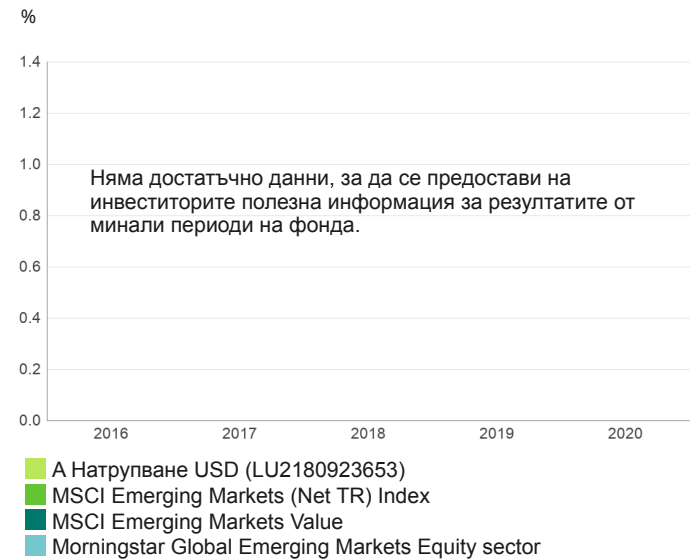 %
1.4
1.2
1.0
Няма достатъчно данни, за да се предостави на
инвеститорите полезна информация за резултатите от
0.8
минали периоди на фонда.
0.6
0.4
0.2
0.0
2016 2017 2018 2019 2020
А Натрупване USD (LU2180923653)
MSCI Emerging Markets (Net TR) Index
MSCI Emerging Markets Value
Morningstar Global Emerging Markets Equity sector